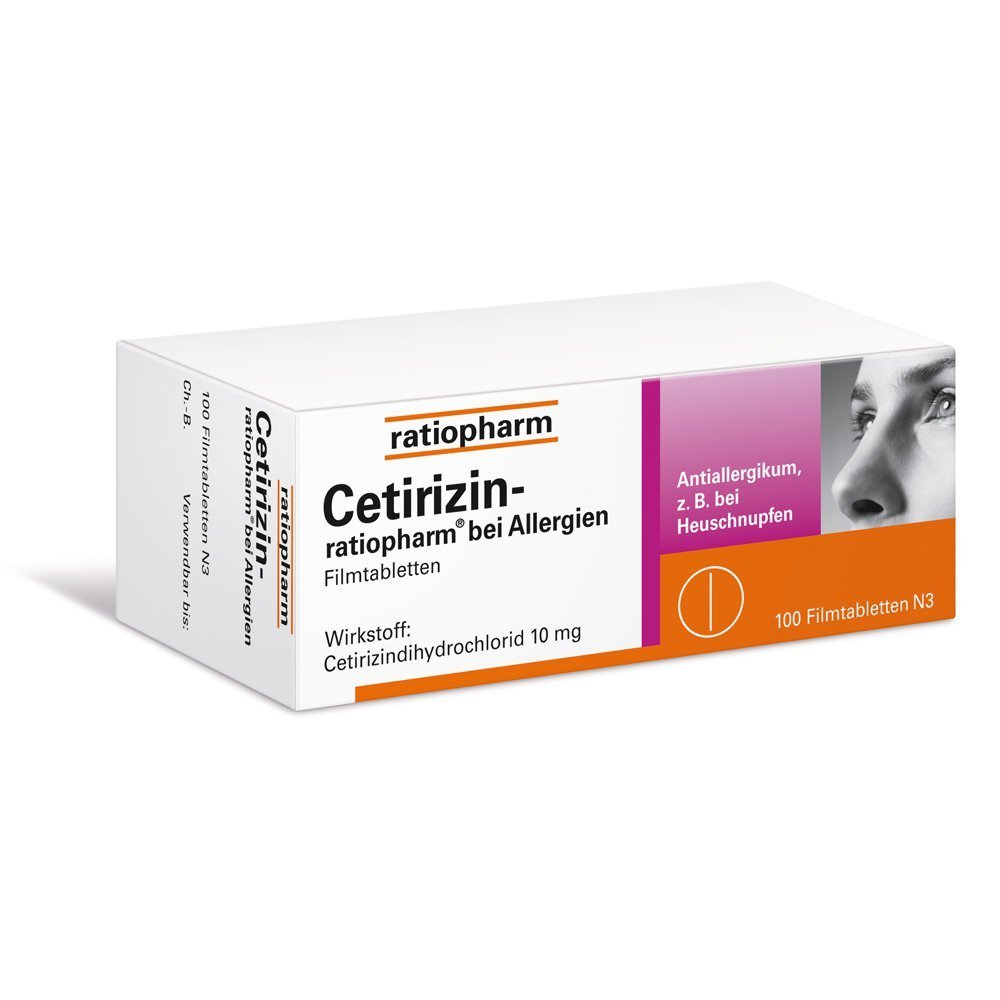 ratiopharm
Cetirizin-
ratiopharm® bei Allergien
Filmtabletten
Wirkstoff:
Cetirizindihydrochlorid 10 mg
Antiallergikum,
z. B. bei
Heuschnupfen
100 Filmtabletten N3
ratiopharm
Cetirizin-
ratiopharm® bei Allergien
100 Filmtabletten N3
Ch.-B. Verwendbar bis: